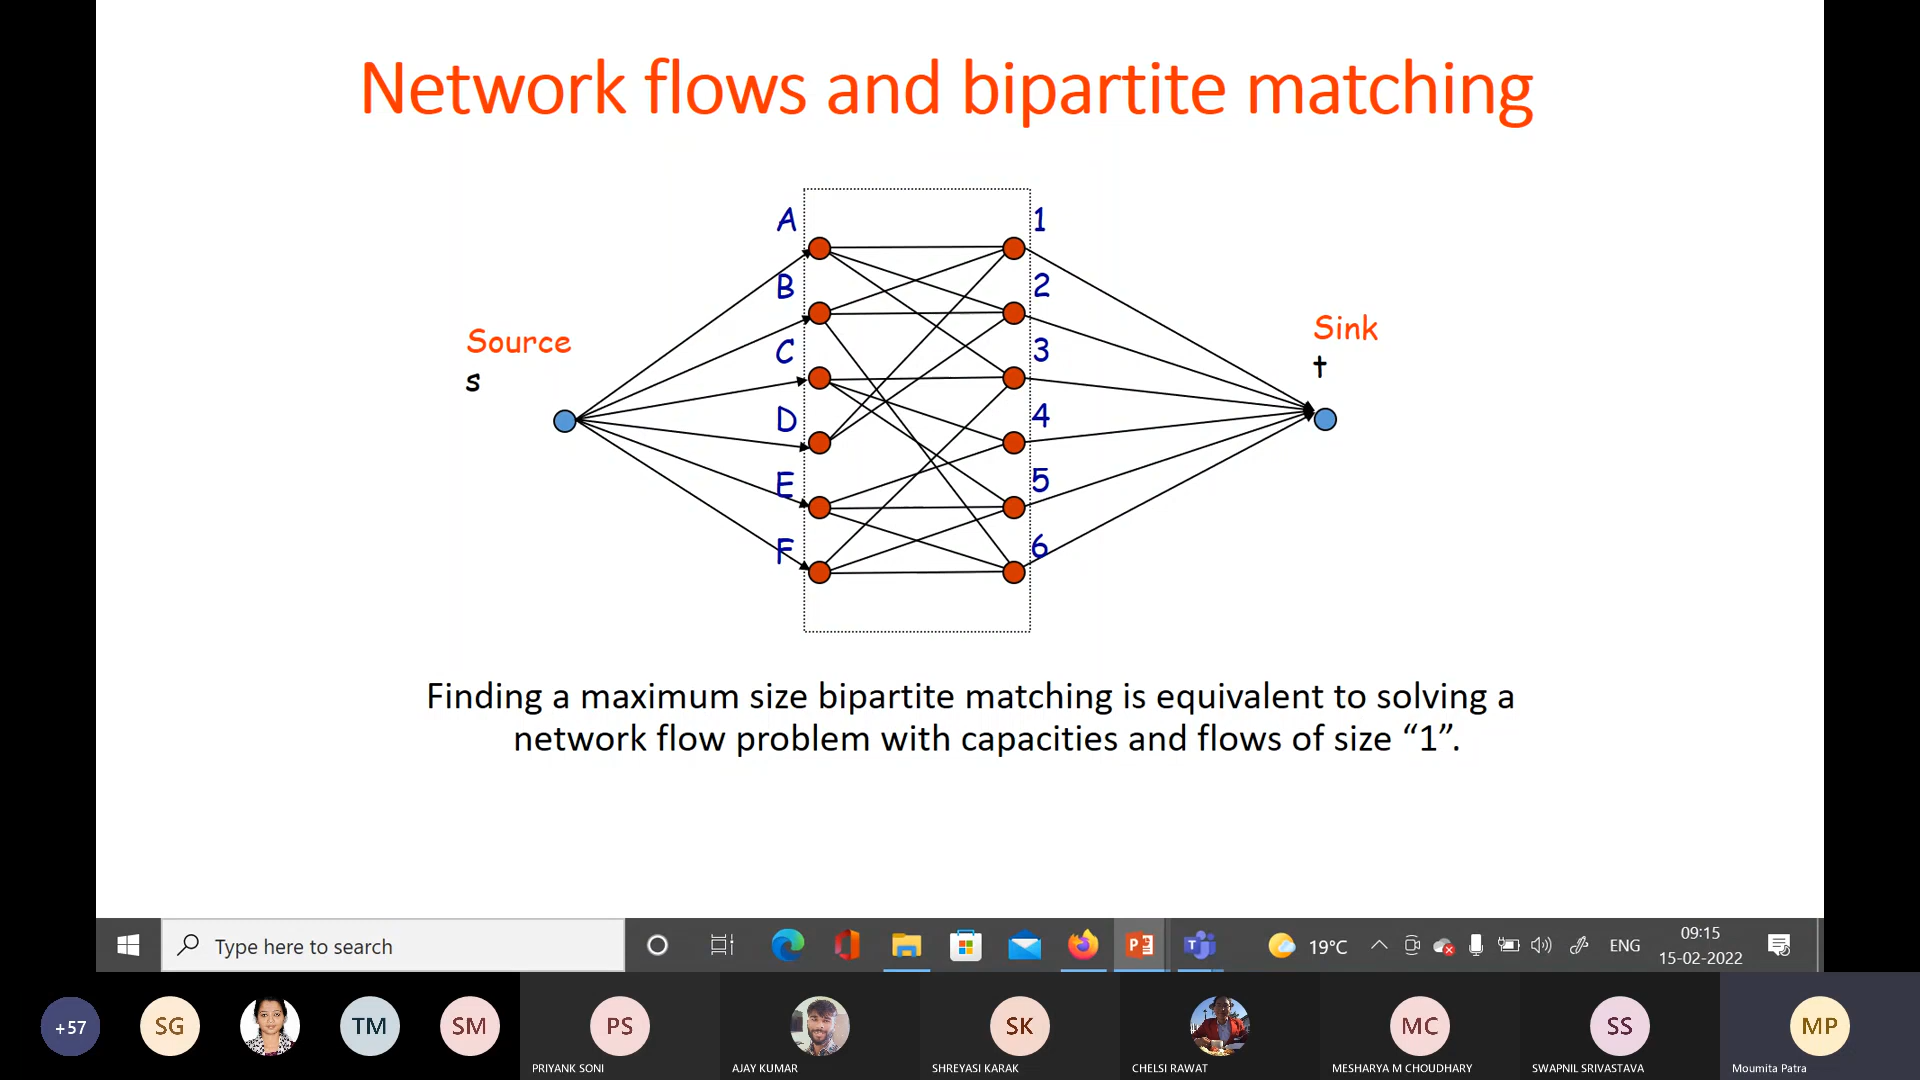 Network flows and bipartite matching
A
1
B
2
Source
s
C
3
Sink
t
D
4
E
5
F
6
Finding a maximum size bipartite matching is equivalent to solving a
network flow problem with capacities and flows of size “1”.
Type here to search
19°C
ENG
09:15
15-02-2022
+57
SG
TM
SM
PS
SK
MC
SS
MP
PRIYANK SONI
AJAY KUMAR
SHREYASI KARAK
CHELSI RAWAT
MESHARYA M CHOUDHARY
SWAPNIL SRIVASTAVA
Moumita Patra